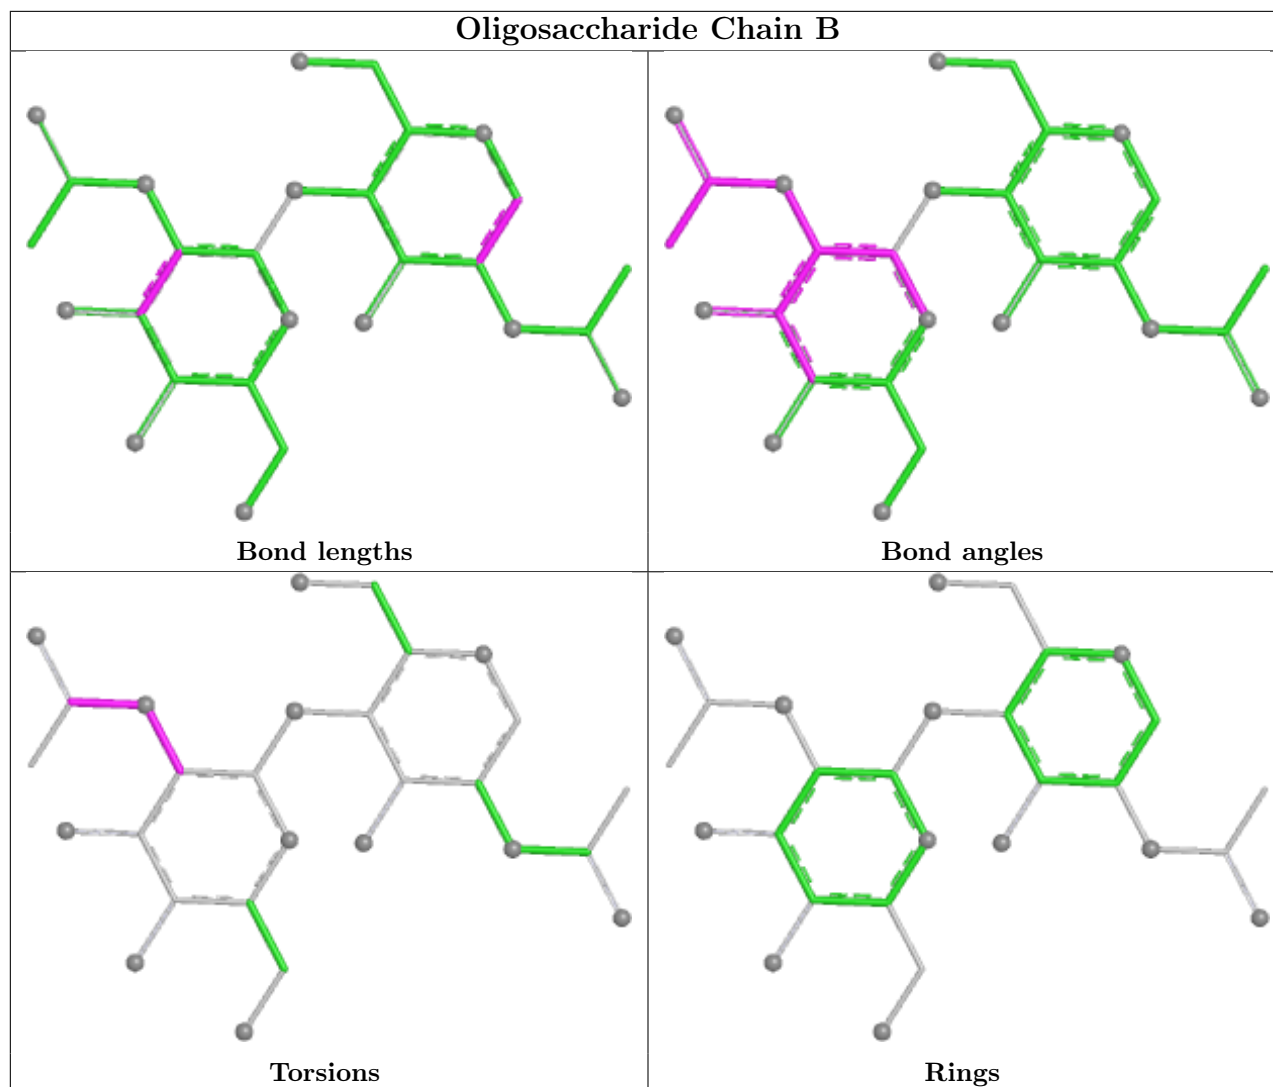 Oligosaccharide Chain B
Bond lengths
Bond angles
Torsions
Rings